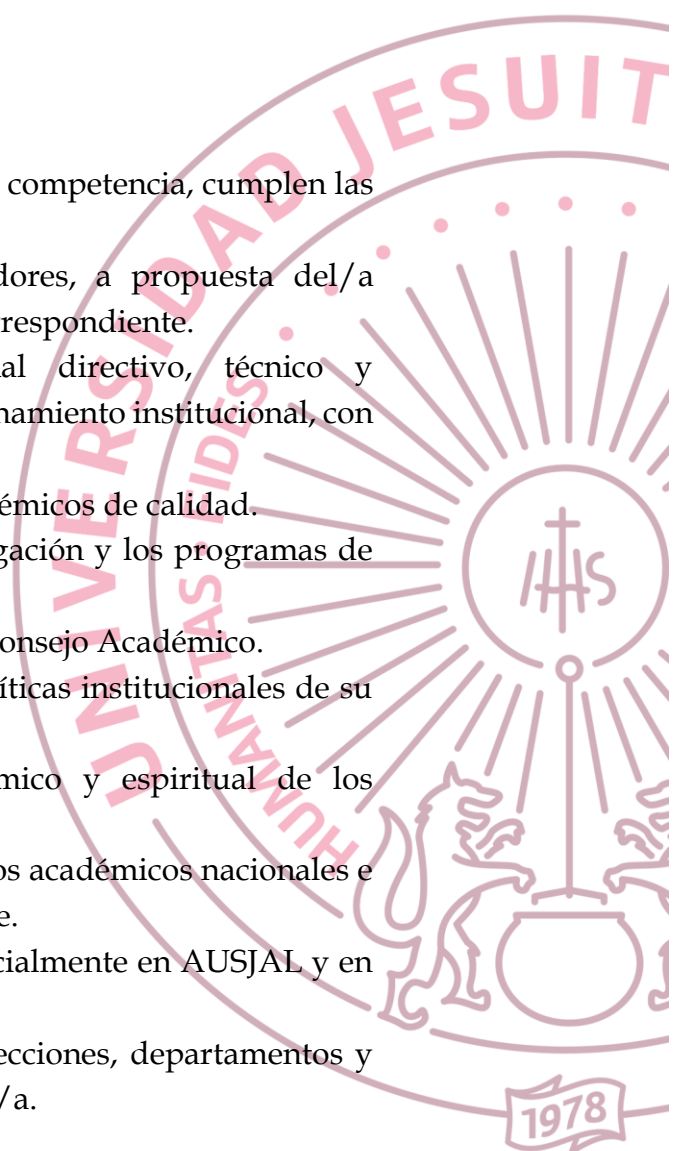 competencia, cumplen las
dores, a propuesta del/a
rrespondiente.
al directivo, técnico y
namiento institucional, con
émicos de calidad.
gación y los programas de
onsejo Académico.
íticas institucionales de su
mico y espiritual de los
os académicos nacionales e
e.
cialmente en AUSJAL y en
ecciones, departamentos y
/a.
UNIVERSIDAD JESUIT
HUMANITAS • FIDES
IHS
1978